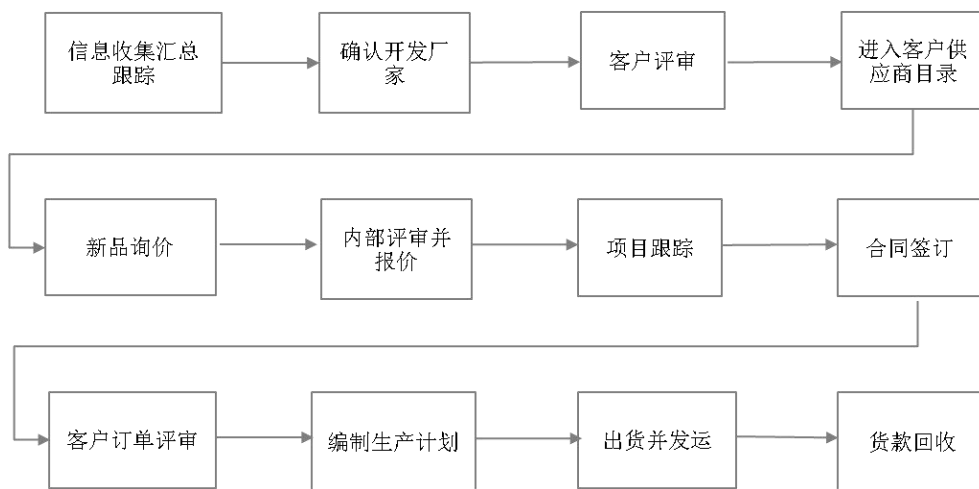 信息收集汇总
跟踪
确认开发厂
家
客户评审
进入客户供
应商目录
新品询价
内部评审并
报价
项目跟踪
合同签订
客户订单评审
编制生产计划
出货并发运
货款回收